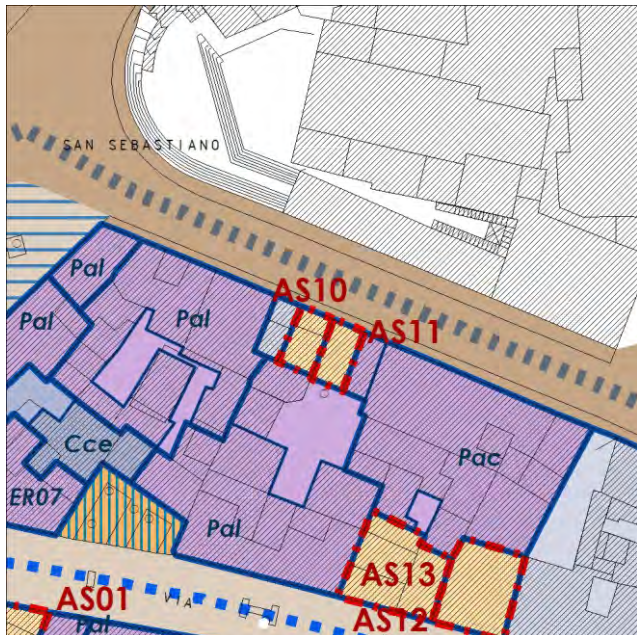 SAN SEBASTIANO
Pal
AS10
Pal
Pal
AS11
Cce
Pac
ER07
Pal
AS13
AS01
VIA
AS12
Pal